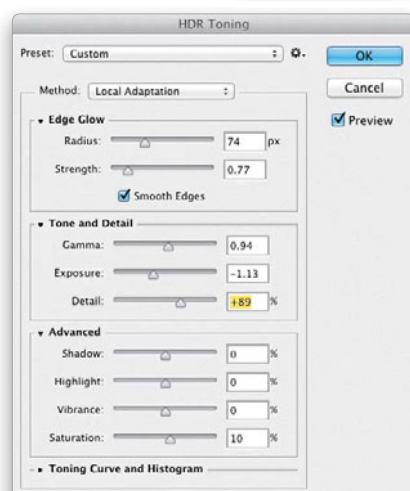 HDR Toning
Preset: Custom
OK
Cancel
Preview
Method: Local Adaptation
Edge Glow
Radius: 74 px
Strength: 0.77
Smooth Edges
Tone and Detail
Gamma: 0.94
Exposure: -1.13
Detail: +89 %
Advanced
Shadow: 0 %
Highlight: 0 %
Vibrance: 0 %
Saturation: 10 %
Toning Curve and Histogram